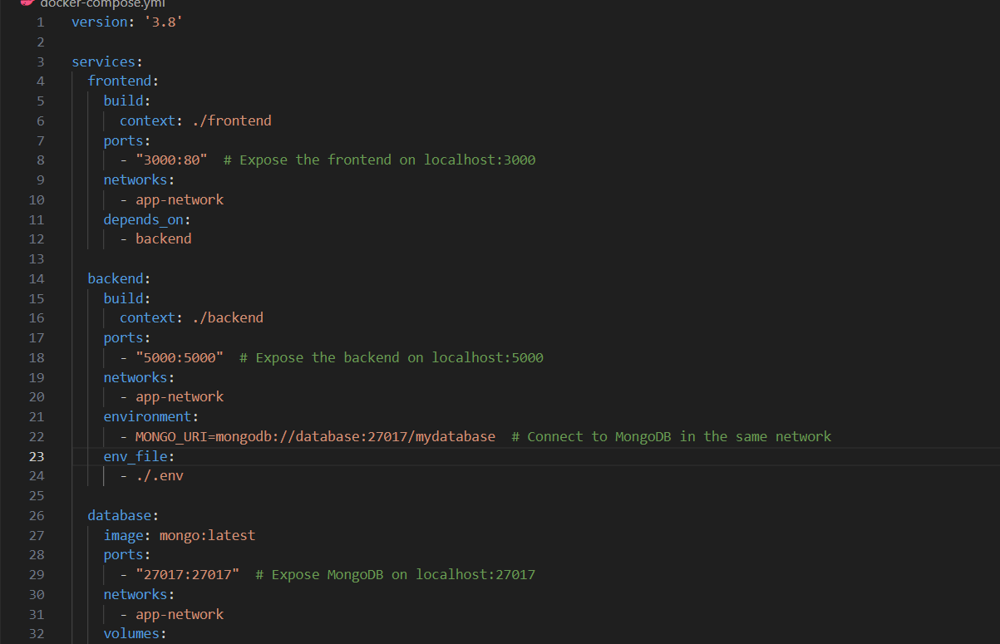 docker-compose.yml
1 version: '3.8'
2
3 services:
4   frontend:
5     build:
6       context: ./frontend
7     ports:
8       - "3000:80"  # Expose the frontend on localhost:3000
9     networks:
10       - app-network
11     depends_on:
12       - backend
13
14   backend:
15     build:
16       context: ./backend
17     ports:
18       - "5000:5000"  # Expose the backend on localhost:5000
19     networks:
20       - app-network
21     environment:
22       - MONGO_URI=mongodb://database:27017/mydatabase  # Connect to MongoDB in the same network
23     env_file:
24       - ./.env
25
26   database:
27     image: mongo:latest
28     ports:
29       - "27017:27017"  # Expose MongoDB on localhost:27017
30     networks:
31       - app-network
32     volumes: